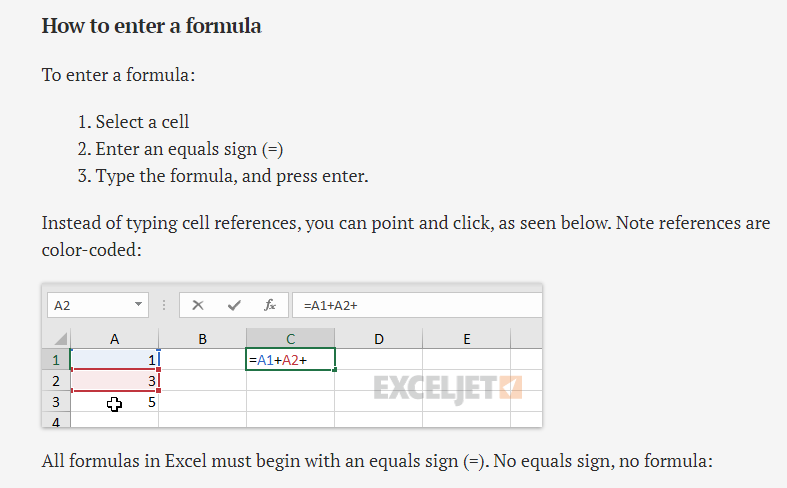 How to enter a formula
To enter a formula:
1. Select a cell
2. Enter an equals sign (=)
3. Type the formula, and press enter.
Instead of typing cell references, you can point and click, as seen below. Note references are
color-coded:
A2 fx =A1+A2+
A B C D E
1 1 =A1+A2+
2 3
3 5
4
EXCELJET
All formulas in Excel must begin with an equals sign (=). No equals sign, no formula: